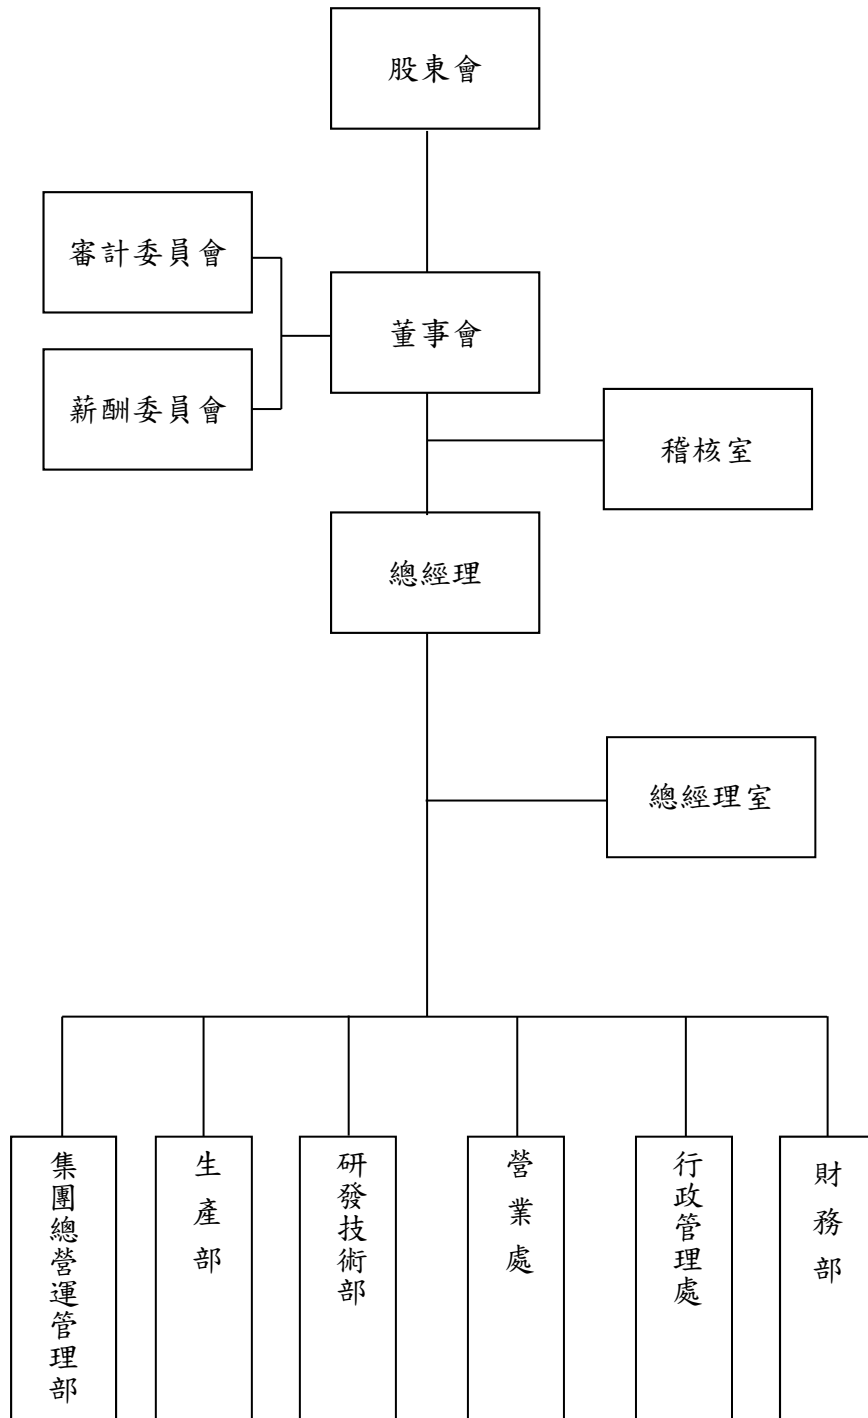 股東會
審計委員會
董事會
薪酬委員會
稽核室
總經理
總經理室
集團總營運管理部
生產部
研發技術部
營業處
行政管理處
財務部